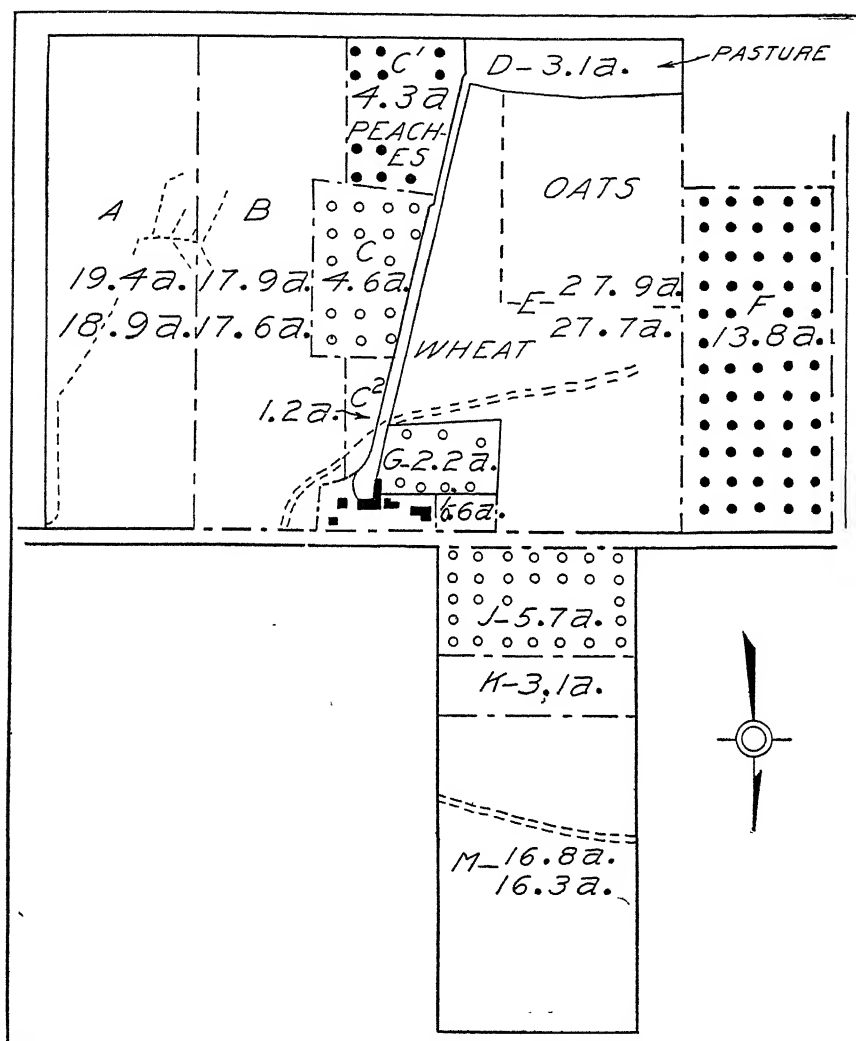 C'
4.3a
PEACH-
ES
D-3.1a.
PASTURE
OATS
A
B
C
19.4a.
17.9a.
4.6a.
18.9a.
17.6a.
-E-
27.9a.
27.7a.
F
13.8a.
WHEAT
C²
1.2a.
G-2.2a.
.6a.
J-5.7a.
K-3.1a.
M-16.8a.
16.3a.